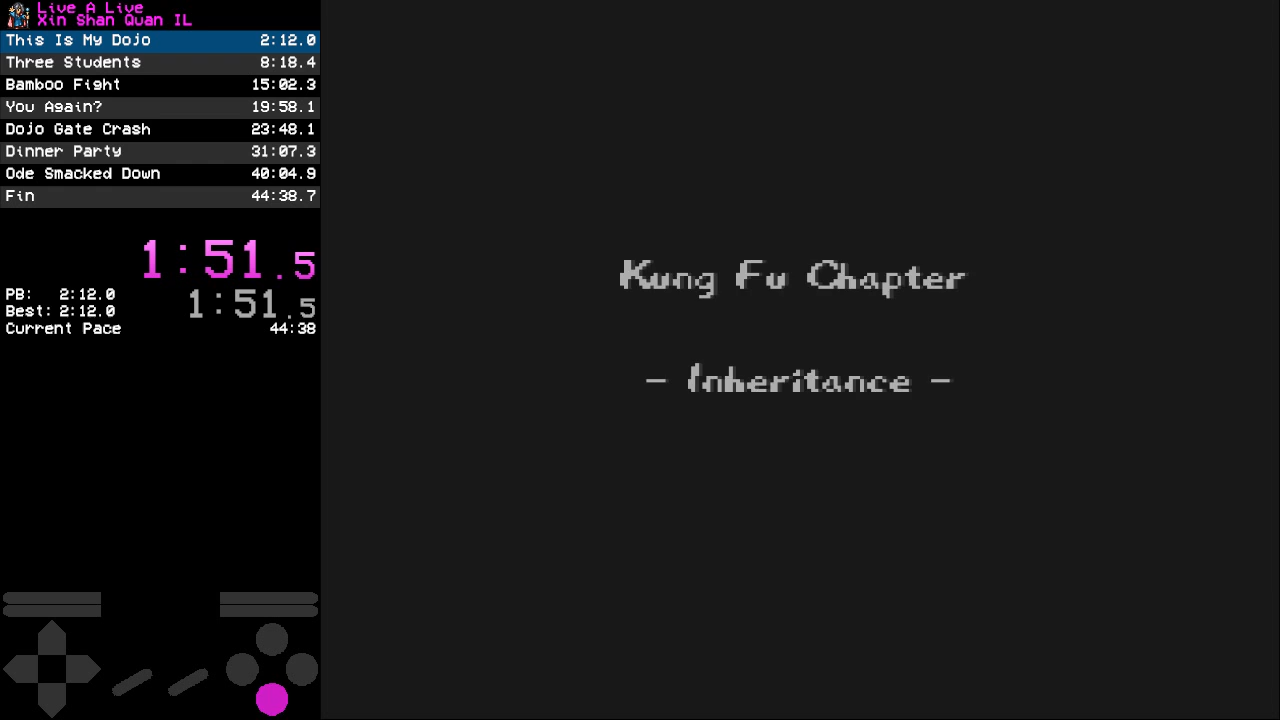 Live A Live
Xin Shan Quan IL
This Is My Dojo 2:12.0
Three Students 8:18.4
Bamboo Fight 15:02.3
You Again? 19:58.1
Dojo Gate Crash 23:48.1
Dinner Party 31:07.3
Ode Smacked Down 40:04.9
Fin 44:38.7
1:51.5
PB: 2:12.0 1:51.5
Best: 2:12.0
Current Pace 44:38
Kung Fu Chapter
- Inheritance -